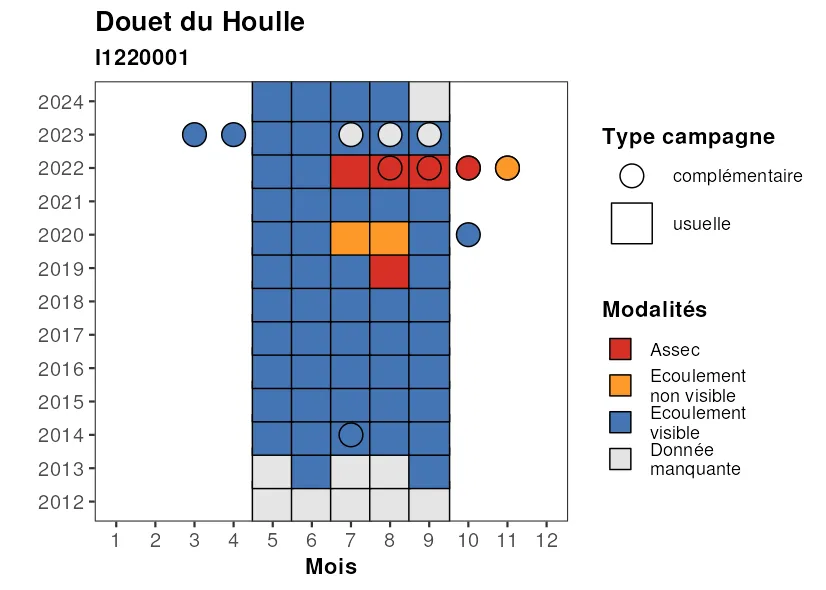 Douet du Houlle
I1220001
2024
2023
2022
2021
2020
2019
2018
2017
2016
2015
2014
2013
2012
1 2 3 4 5 6 7 8 9 10 11 12
Mois
Type campagne
complémentaire
usuelle
Modalités
Assec
Ecoulement
non visible
Ecoulement
visible
Donnée
manquante